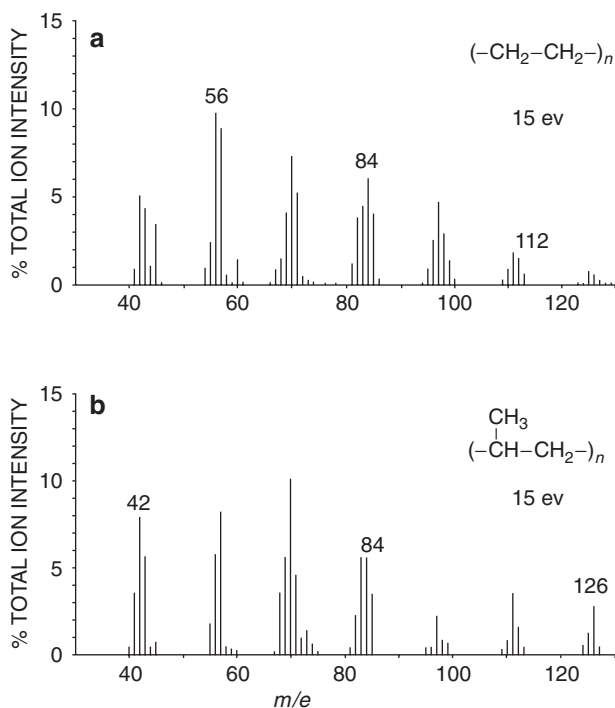 a
% TOTAL ION INTENSITY
15
10
5
0
56
84
112
(–CH2–CH2–)n
15 ev
40 60 80 100 120
b
% TOTAL ION INTENSITY
15
10
5
0
42
84
126
CH3
(–CH–CH2–)n
15 ev
40 60 80 100 120
m/e